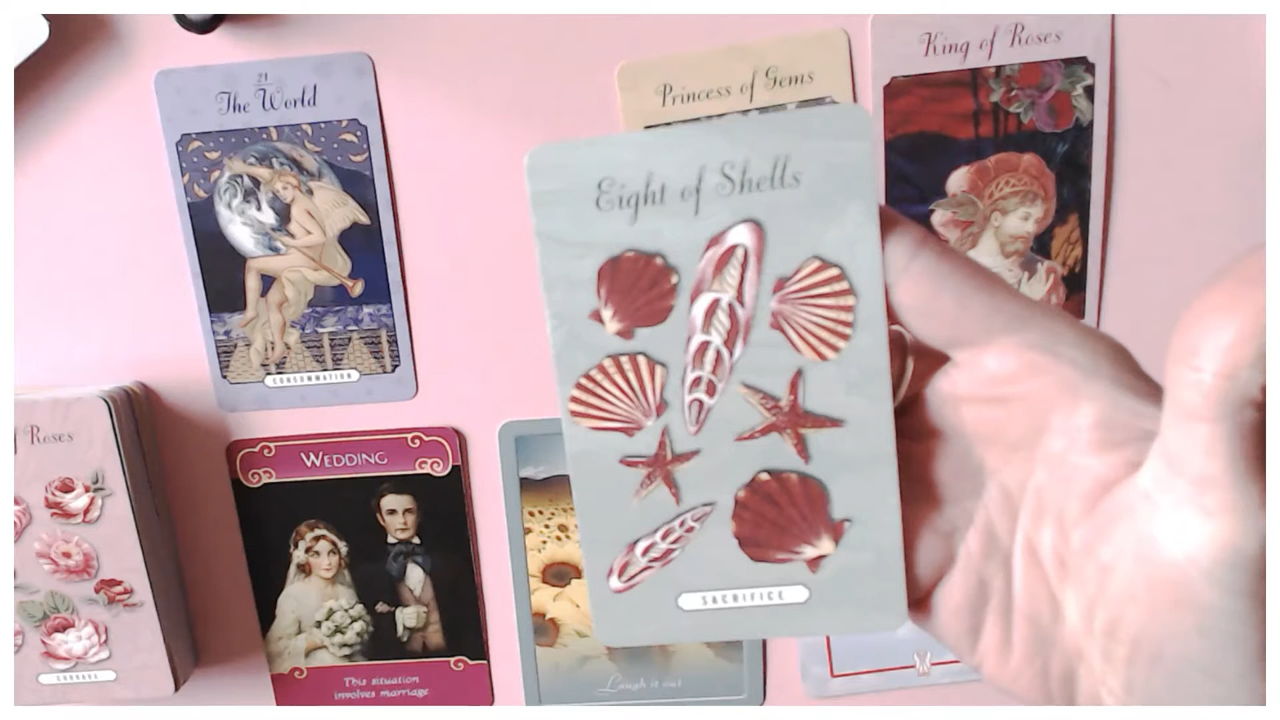 21
The World
CONSUMMATION
Princess of Gems
King of Roses
Eight of Shells
SACRIFICE
Roses
COURAGE
WEDDING
This situation
involves marriage
Laugh it out